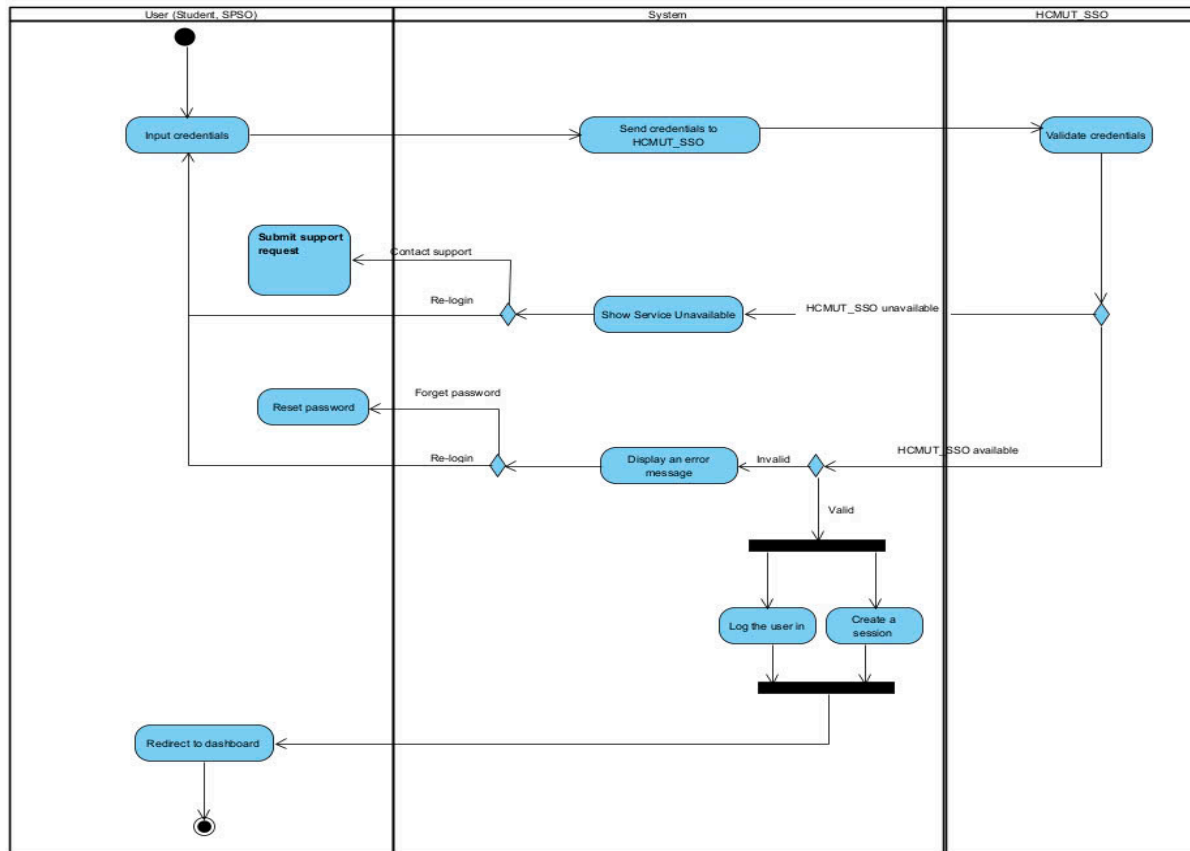 User (Student, SPSO)
System
HCMUT_SSO
Input credentials
Send credentials to
HCMUT_SSO
Validate credentials
Submit support
request
Contact support
Re-login
Show Service Unavailable
HCMUT_SSO unavailable
Forget password
Reset password
Re-login
Display an error
message
Invalid
HCMUT_SSO available
Valid
Log the user in
Create a
session
Redirect to dashboard